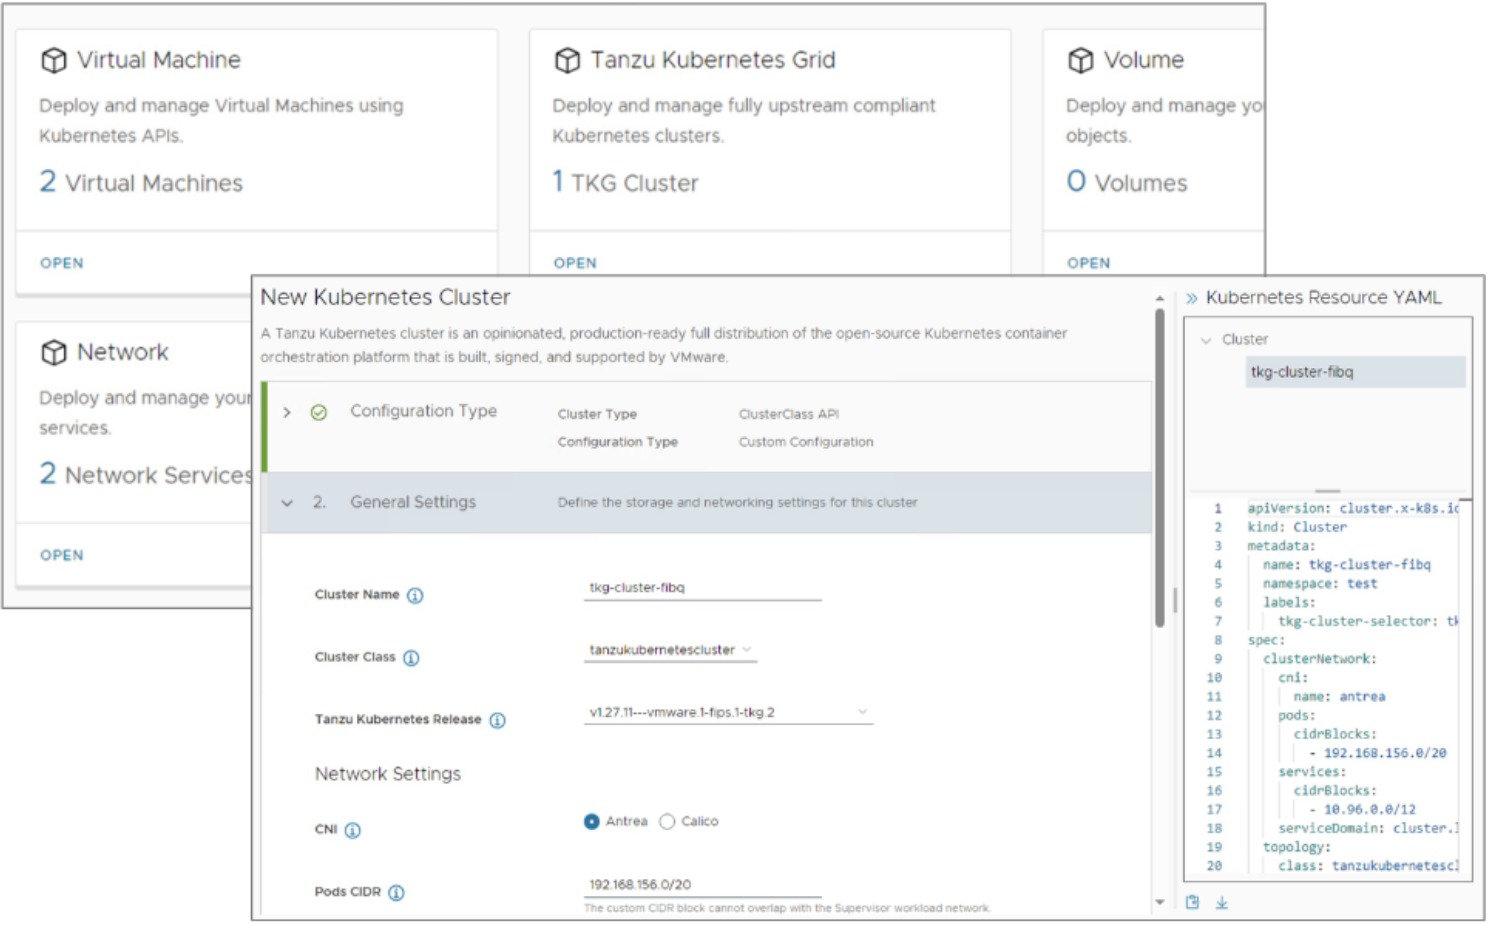 Virtual Machine
Deploy and manage Virtual Machines using
Kubernetes APIs.
2 Virtual Machines
OPEN
Tanzu Kubernetes Grid
Deploy and manage fully upstream compliant
Kubernetes clusters.
1 TKG Cluster
OPEN
Volume
Deploy and manage yo
objects.
0 Volumes
OPEN
Network
Deploy and manage your
services.
2 Network Services
OPEN
New Kubernetes Cluster
A Tanzu Kubernetes cluster is an opinionated, production-ready full distribution of the open-source Kubernetes container
orchestration platform that is built, signed, and supported by VMware.
Configuration Type
Cluster Type ClusterClass API
Configuration Type Custom Configuration
2. General Settings Define the storage and networking settings for this cluster
Cluster Name tkg-cluster-fibq
Cluster Class tanzukubernetescluster
Tanzu Kubernetes Release v1.27.11---vmware.1-fips.1-tkg.2
Network Settings
CNI Antrea Calico
Pods CIDR 192.168.156.0/20
The custom CIDR block cannot overlap with the Supervisor workload network.
» Kubernetes Resource YAML
Cluster
tkg-cluster-fibq
1 apiVersion: cluster.x-k8s.io
2 kind: Cluster
3 metadata:
4 name: tkg-cluster-fibq
5 namespace: test
6 labels:
7 tkg-cluster-selector: tk
8 spec:
9 clusterNetwork:
10 cni:
11 name: antrea
12 pods:
13 cidrBlocks:
14 - 192.168.156.0/20
15 services:
16 cidrBlocks:
17 - 10.96.0.0/12
18 serviceDomain: cluster.l
19 topology:
20 class: tanzukubernetescl